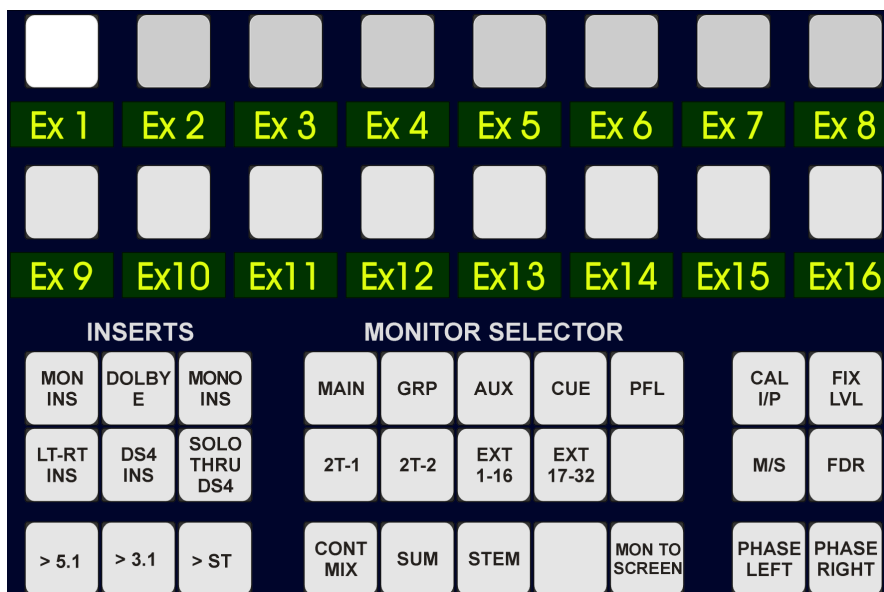 Ex 1 Ex 2 Ex 3 Ex 4 Ex 5 Ex 6 Ex 7 Ex 8
Ex 9 Ex10 Ex11 Ex12 Ex13 Ex14 Ex15 Ex16
INSERTS MONITOR SELECTOR
MON INS
DOLBY E
MONO INS
MAIN
GRP
AUX
CUE
PFL
CAL I/P
FIX LVL
LT-RT INS
DS4 INS
SOLO THRU DS4
2T-1
2T-2
EXT 1-16
EXT 17-32
M/S
FDR
> 5.1
> 3.1
> ST
CONT MIX
SUM
STEM
MON TO SCREEN
PHASE LEFT
PHASE RIGHT